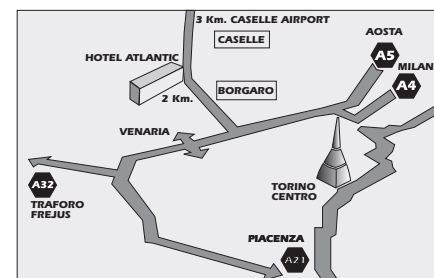 3 Km. CASELLE AIRPORT
CASELLE
AOSTA
A5
HOTEL ATLANTIC
MILAN
A4
BORGARO
2 Km.
VENARIA
A32
TRAFORO
FREJUS
TORINO
CENTRO
PIACENZA
A21